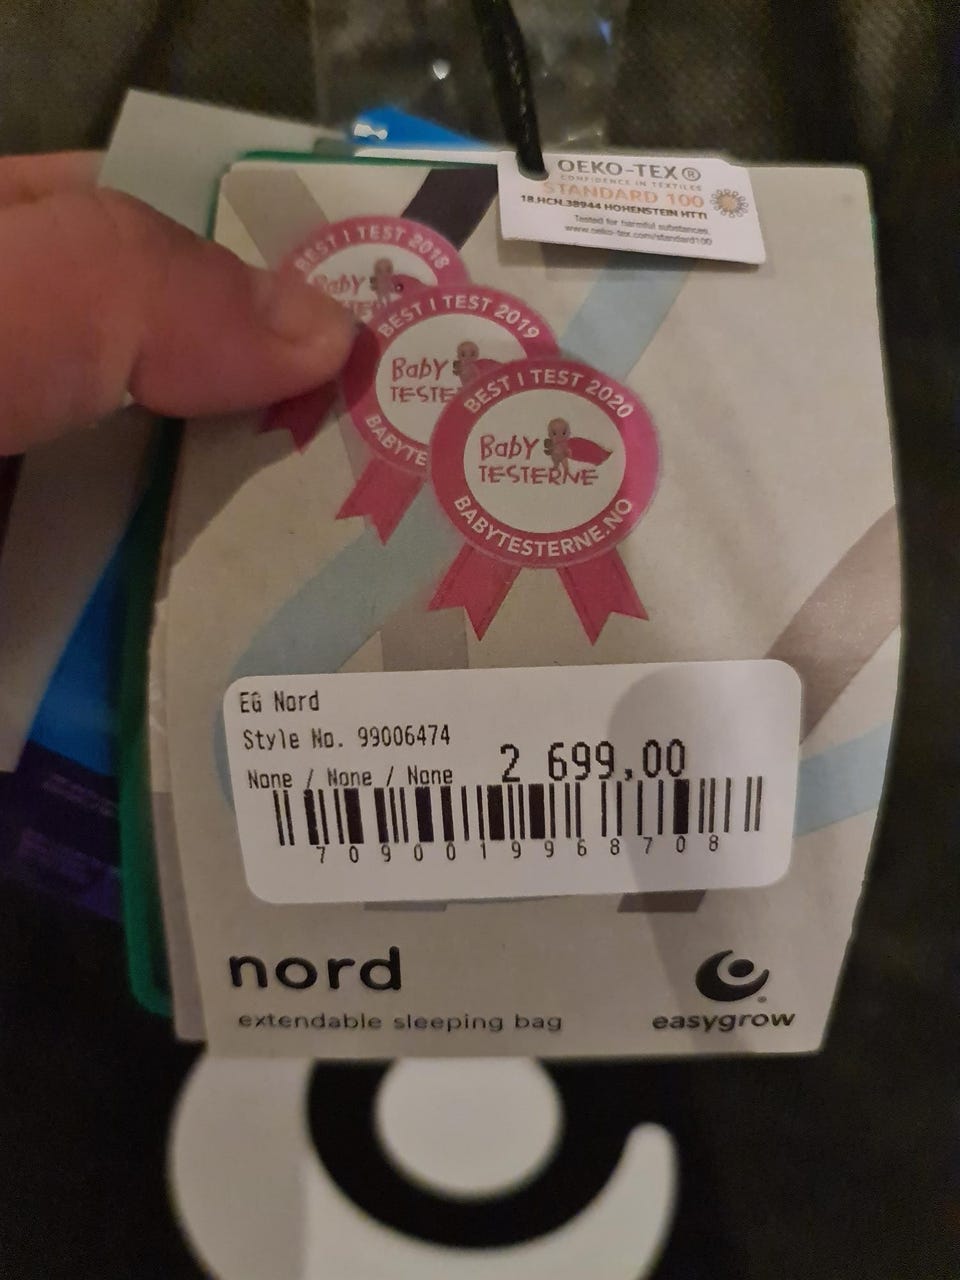 OEKO-TEX®
CONFIDENCE IN TEXTILES
STANDARD 100
18.HCN.38944 HOHENSTEIN HTTI
Tested for harmful substances.
www.oeko-tex.com/standard100
BEST I TEST 2018
Baby
BEST I TEST 2019
Baby
TESTE
BABYTE
BEST I TEST 2020
Baby
TESTERNE
BABYTESTERNE.NO
EG Nord
Style No. 99006474
None / None / None 2 699,00
7090019968708
nord
extendable sleeping bag
easygrow